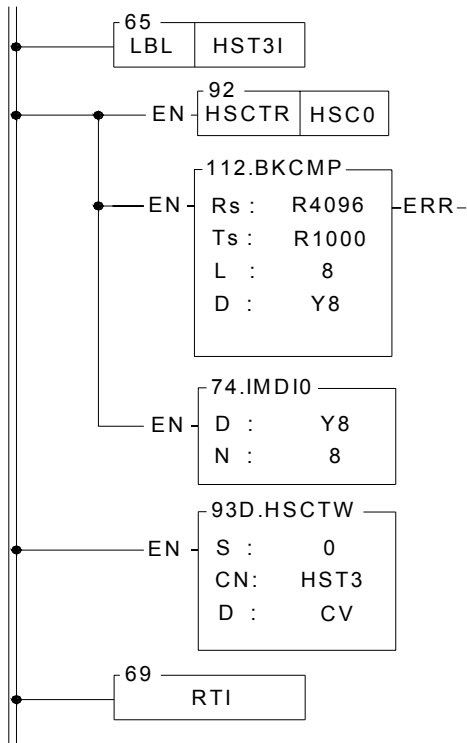 65
LBL HST3I
92
EN HSCTR HSC0
112.BKCMP
EN Rs : R4096 ERR
Ts : R1000
L : 8
D : Y8
74.IMDI0
EN D : Y8
N : 8
93D.HSCTW
EN S : 0
CN: HST3
D : CV
69
RTI